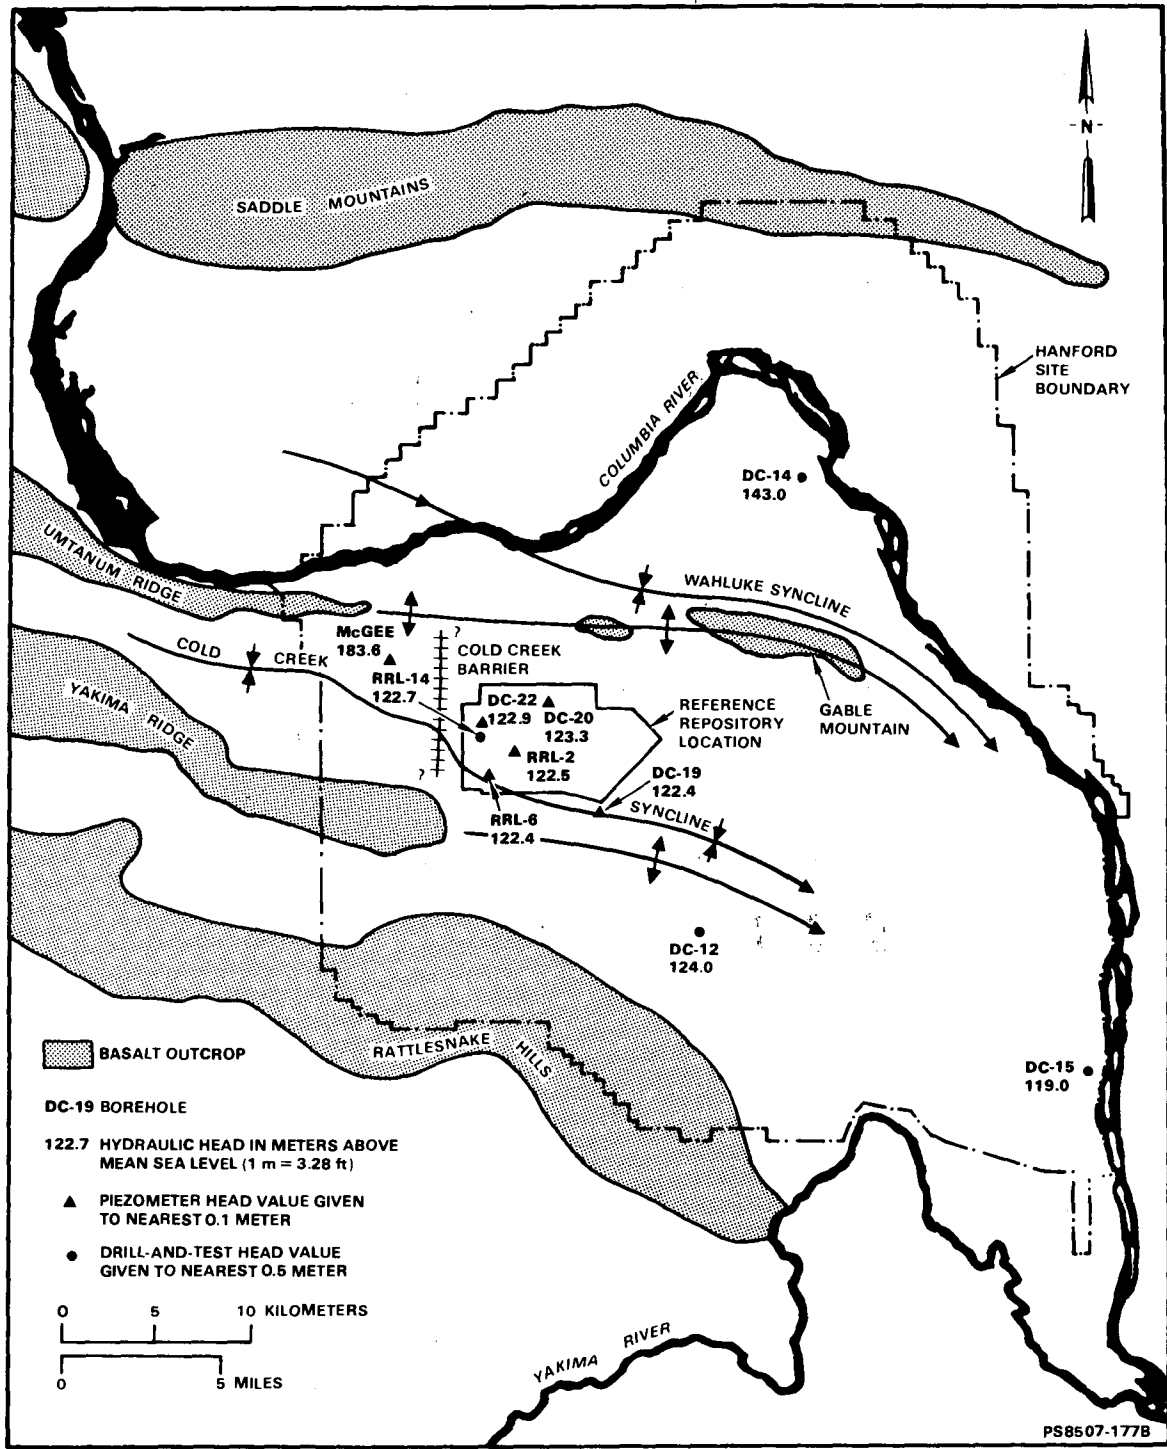 N
SADDLE MOUNTAINS
HANFORD
SITE
BOUNDARY
COLUMBIA RIVER
DC-14
143.0
UMTANUM RIDGE
WAHLUKE SYNCLINE
McGEE
183.6
?
COLD CREEK
COLD CREEK
BARRIER
RRL-14
122.7
DC-22
122.9
DC-20
123.3
REFERENCE
REPOSITORY
LOCATION
GABLE
MOUNTAIN
YAKIMA RIDGE
RRL-2
122.5
?
DC-19
122.4
RRL-6
122.4
SYNCLINE
DC-12
124.0
RATTLESNAKE HILLS
DC-15
119.0
BASALT OUTCROP
DC-19 BOREHOLE
122.7 HYDRAULIC HEAD IN METERS ABOVE
MEAN SEA LEVEL (1 m = 3.28 ft)
PIEZOMETER HEAD VALUE GIVEN
TO NEAREST 0.1 METER
DRILL-AND-TEST HEAD VALUE
GIVEN TO NEAREST 0.5 METER
0 5 10 KILOMETERS
0 5 MILES
YAKIMA RIVER
PS8507-177B